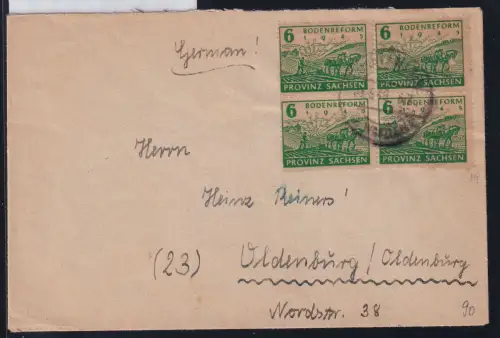 German!
6 BODENREFORM
1945
PROVINZ SACHSEN
6 BODENREFORM
1945
PROVINZ SACHSEN
6 BODENREFORM
1945
PROVINZ SACHSEN
6 BODENREFORM
1945
PROVINZ SACHSEN
Herrn
Heinz Reiners!
(23) Oldenburg/Oldenburg
Nordstr. 38
90